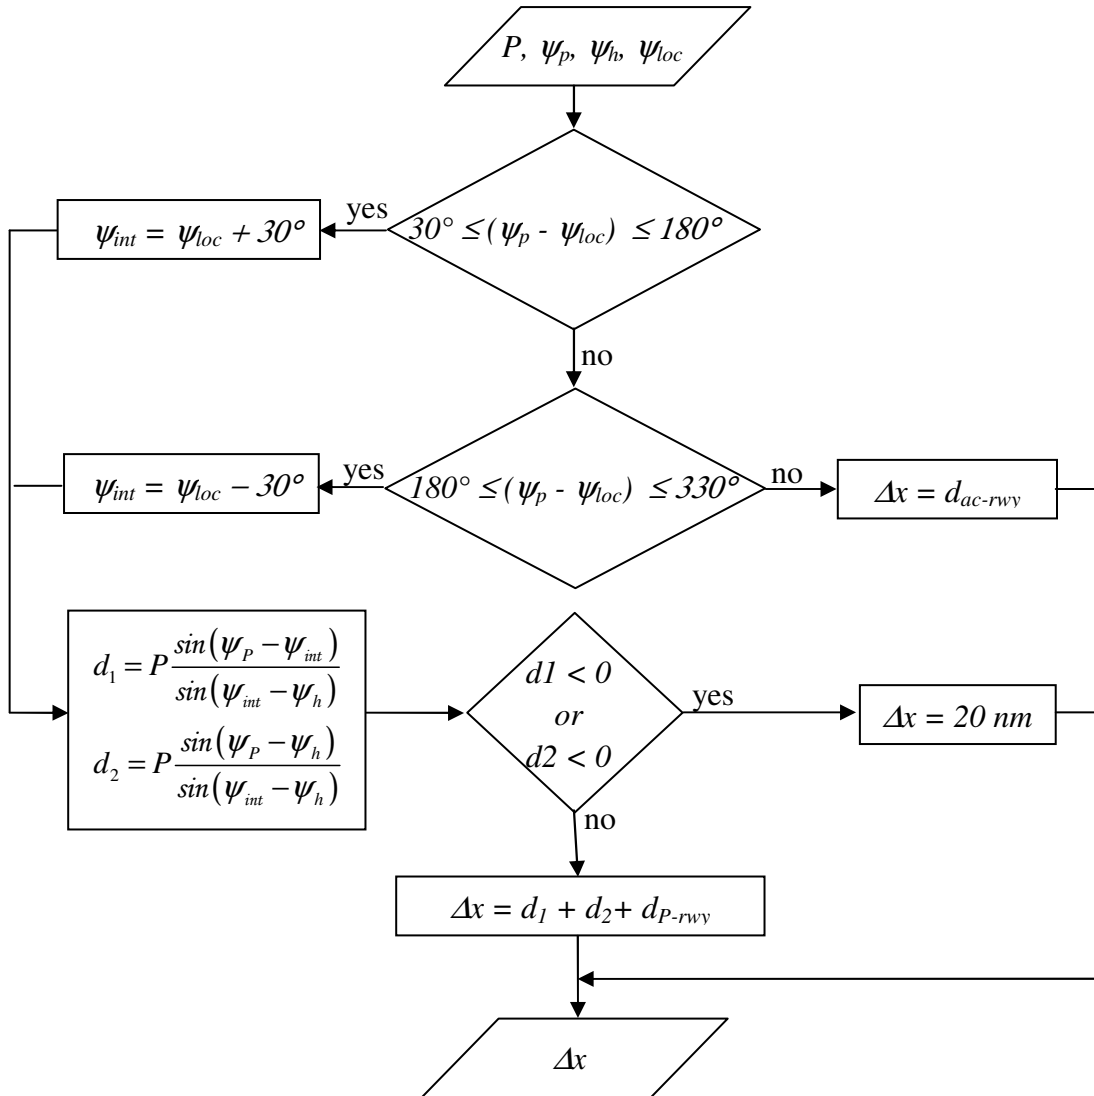 P, ψp, ψh, ψloc
30° ≤ (ψp - ψloc) ≤ 180°
yes
ψint = ψloc + 30°
no
180° ≤ (ψp - ψloc) ≤ 330°
yes
ψint = ψloc – 30°
no
Δx = dac-rwy
d1 = P sin(ψP − ψint) / sin(ψint − ψh)
d2 = P sin(ψP − ψh) / sin(ψint − ψh)
d1 < 0
or
d2 < 0
yes
Δx = 20 nm
no
Δx = d1 + d2+ dP-rwy
Δx